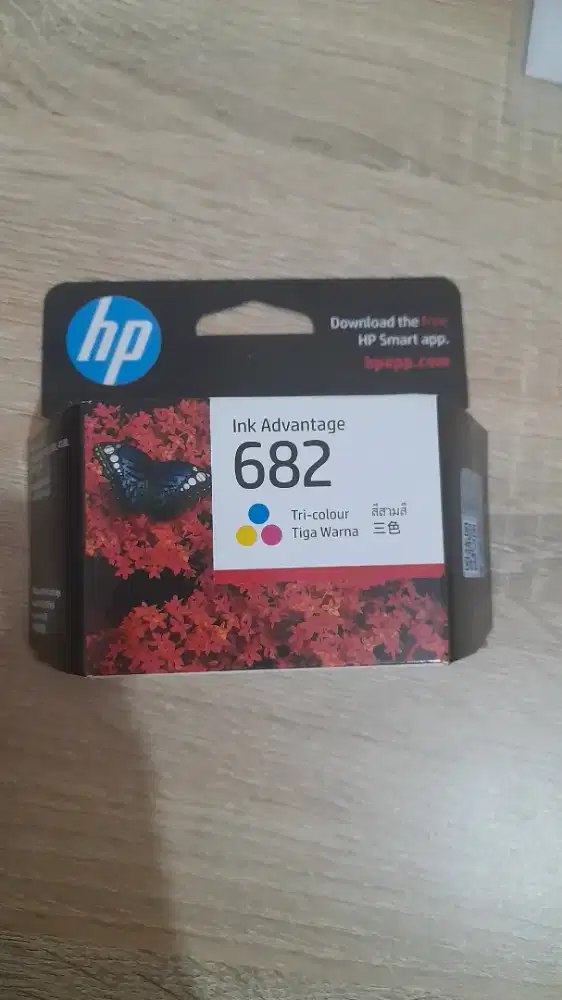 hp
Download the free
HP Smart app.
hpapp.com
Ink Advantage
682
Tri-colour สีสามสี
Tiga Warna 三色